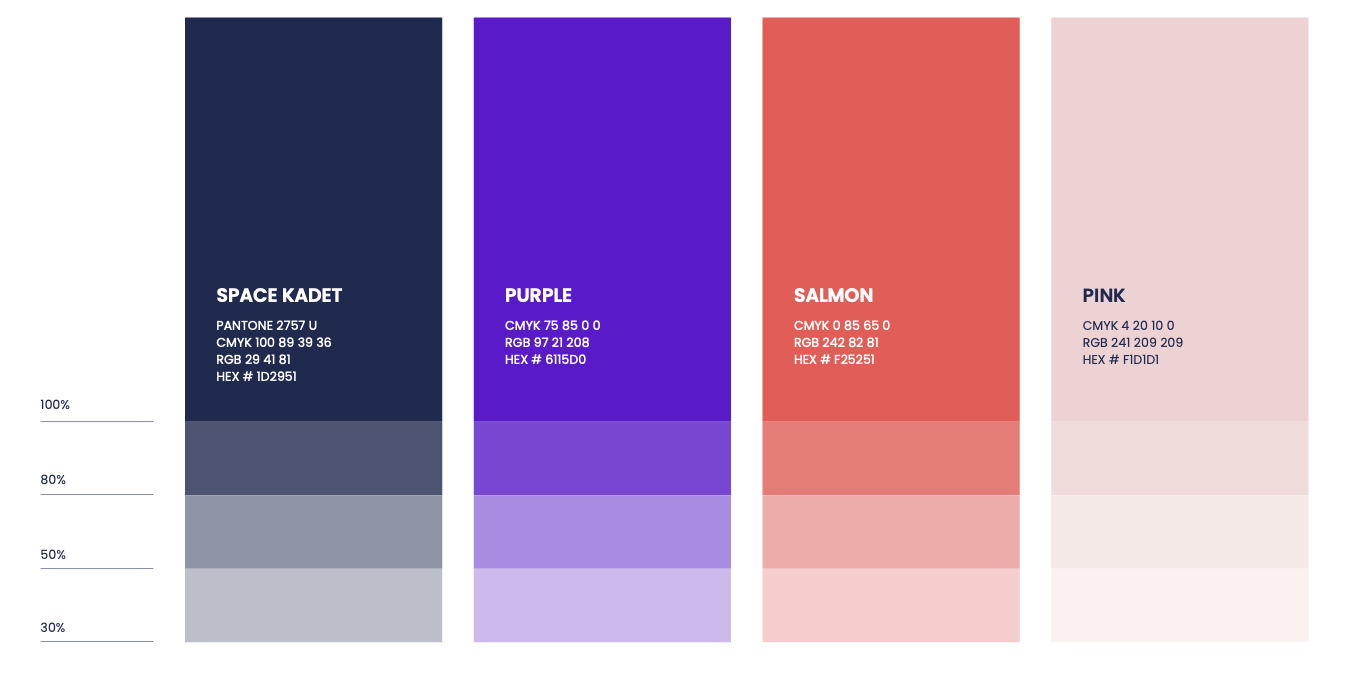 SPACE KADET
PANTONE 2757 U
CMYK 100 89 39 36
RGB 29 41 81
HEX # 1D2951
PURPLE
CMYK 75 85 0 0
RGB 97 21 208
HEX # 6115D0
SALMON
CMYK 0 85 65 0
RGB 242 82 81
HEX # F25251
PINK
CMYK 4 20 10 0
RGB 241 209 209
HEX # F1D1D1
100%
80%
50%
30%